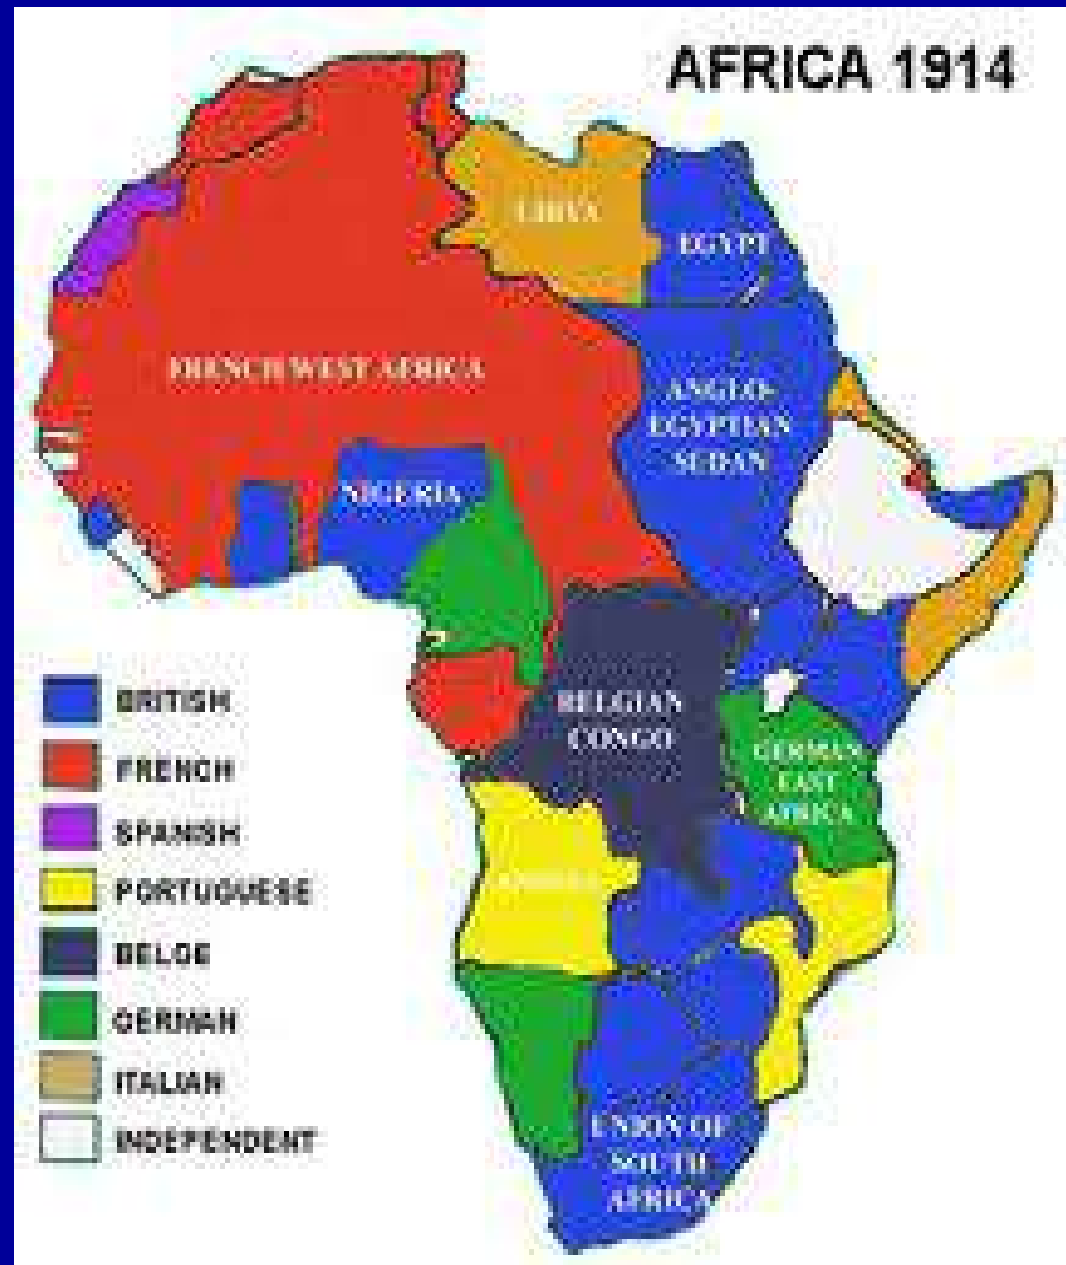 AFRICA 1914
LIBYA
EGYPT
FRENCH WEST AFRICA
ANGLO-
EGYPTIAN
SUDAN
NIGERIA
BELGIAN
CONGO
GERMAN
EAST
AFRICA
UNION OF
SOUTH
AFRICA
BRITISH
FRENCH
SPANISH
PORTUGUESE
BELGE
GERMAN
ITALIAN
INDEPENDENT